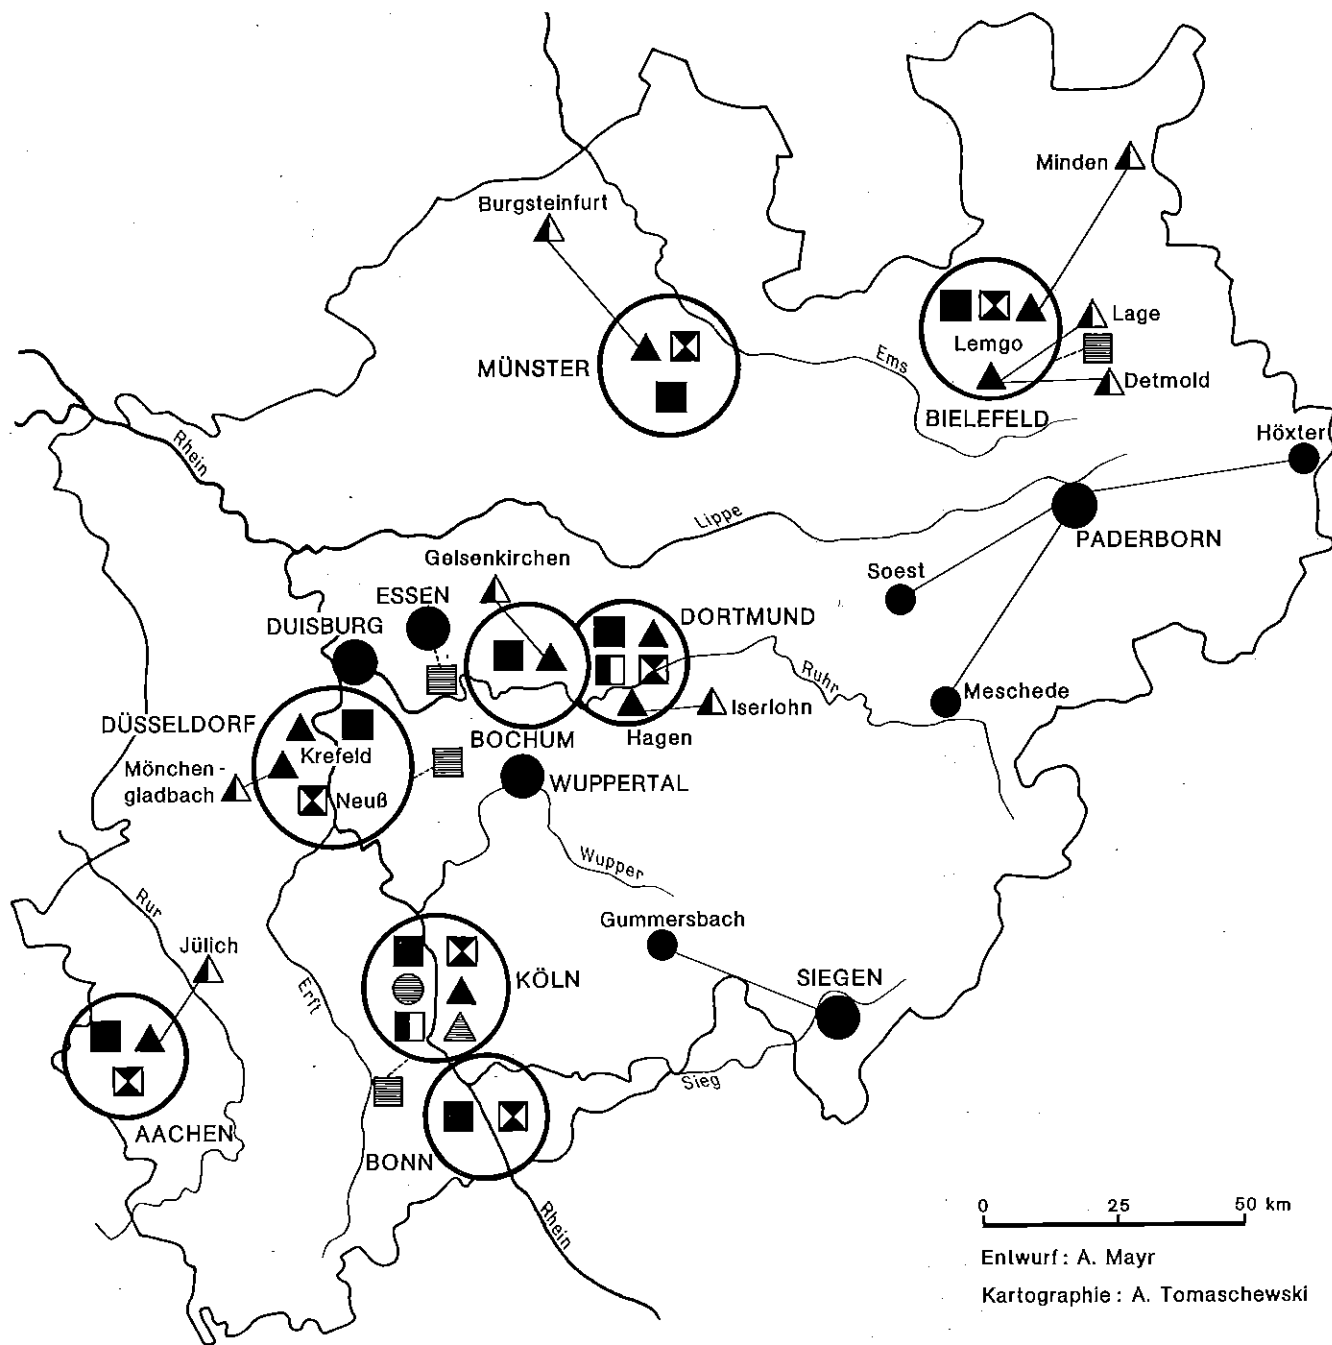 Minden
Burgsteinfurt
Lage
Lemgo
Ems
MÜNSTER
Detmold
BIELEFELD
Höxter
Rhein
Lippe
PADERBORN
Gelsenkirchen
Soest
ESSEN
DORTMUND
DUISBURG
Ruhr
Meschede
Iserlohn
DÜSSELDORF
Hagen
BOCHUM
Krefeld
Mönchen-
gladbach
WUPPERTAL
Neuß
Wupper
Rur
Gummersbach
Jülich
SIEGEN
KÖLN
Erft
Sieg
AACHEN
BONN
Rhein
0 25 50 km
Entwurf: A. Mayr
Kartographie: A. Tomaschewski